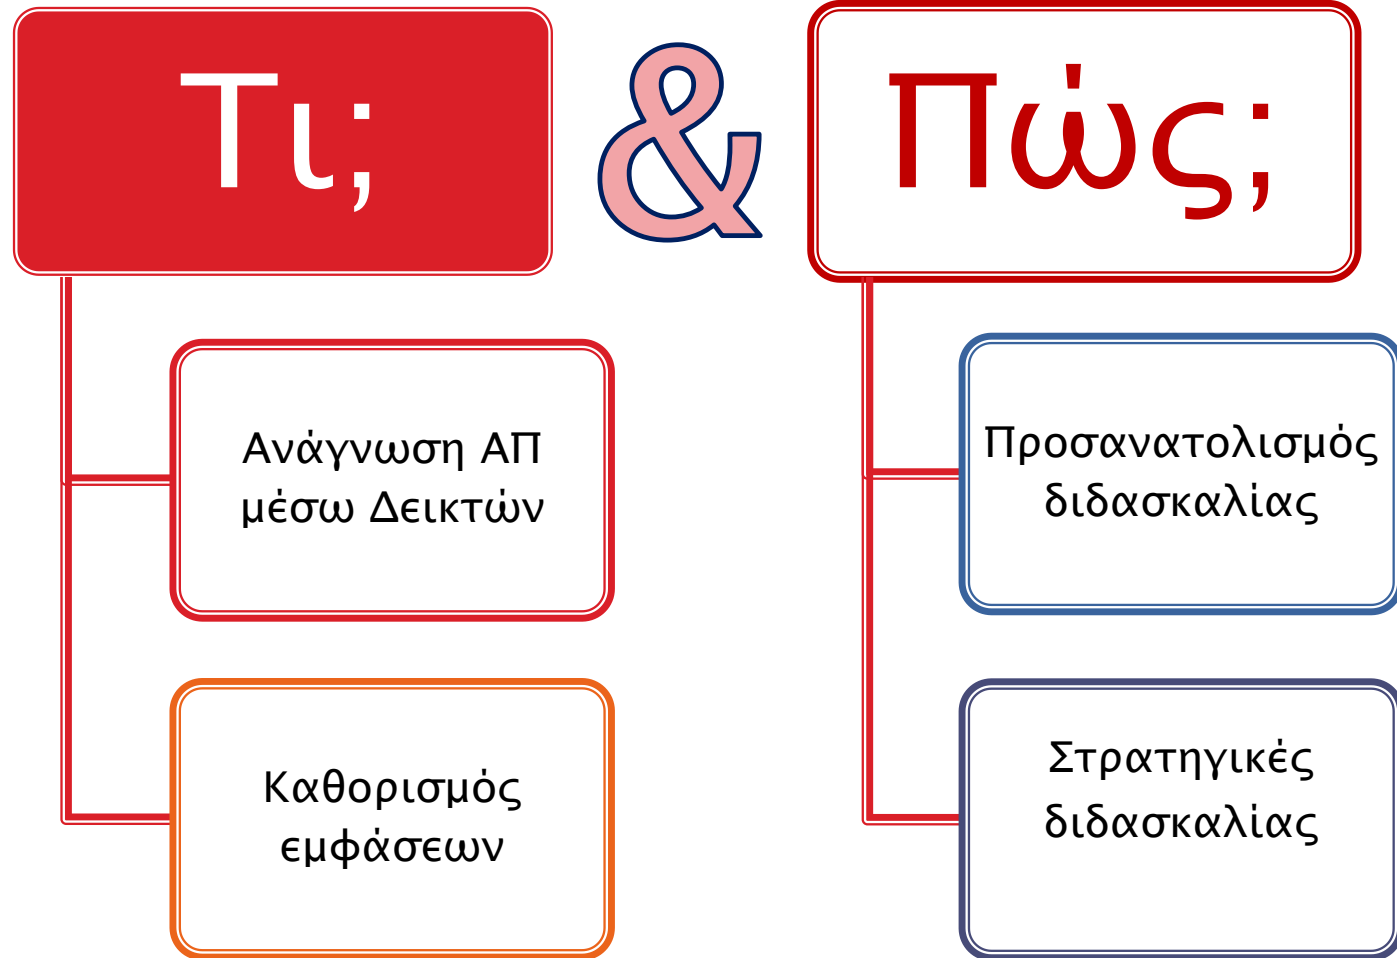 Τι;
&
Πώς;
Ανάγνωση ΑΠ
μέσω Δεικτών
Καθορισμός
εμφάσεων
Προσανατολισμός
διδασκαλίας
Στρατηγικές
διδασκαλίας